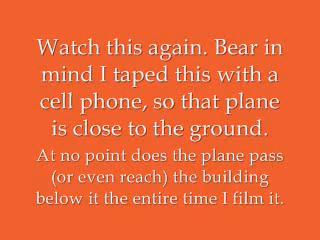 Watch this again. Bear in
mind I taped this with a
cell phone, so that plane
is close to the ground.
At no point does the plane pass
(or even reach) the building
below it the entire time I film it.